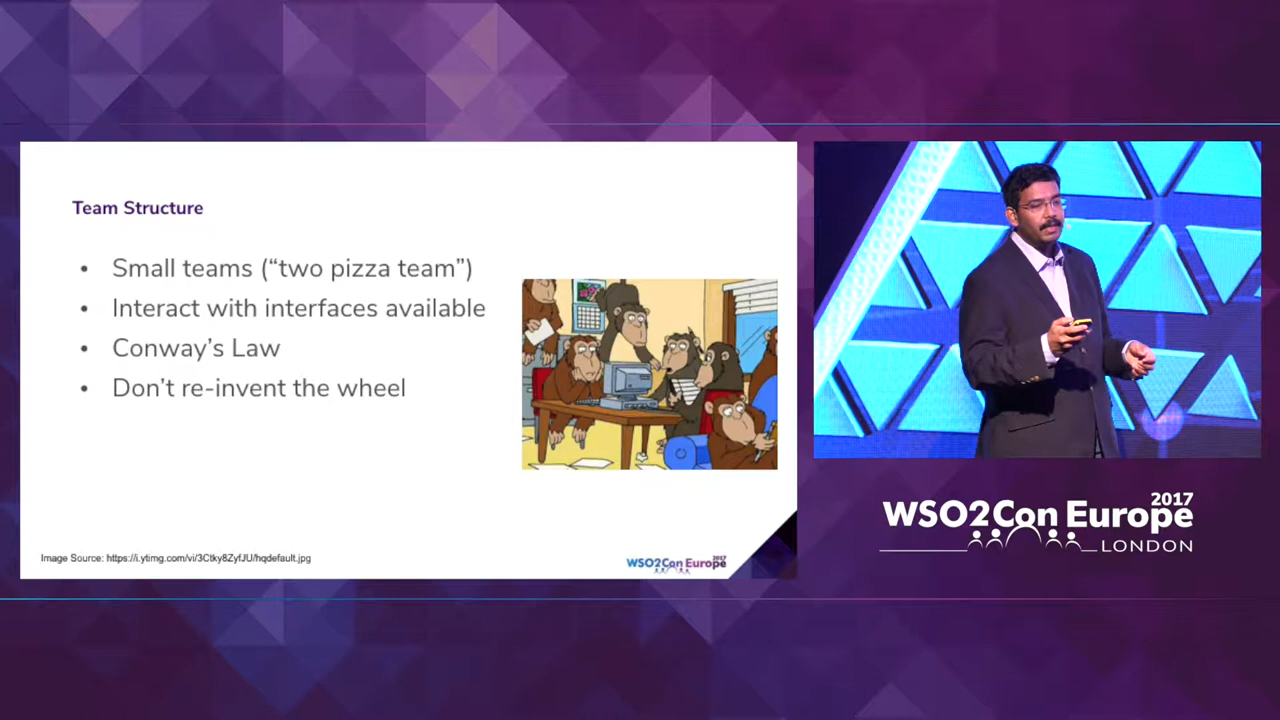 Team Structure
• Small teams (“two pizza team”)
• Interact with interfaces available
• Conway’s Law
• Don’t re-invent the wheel
Image Source: https://i.ytimg.com/vi/3Ctky8ZyfJU/hqdefault.jpg
WSO2Con Europe 2017
WSO2Con Europe 2017
LONDON